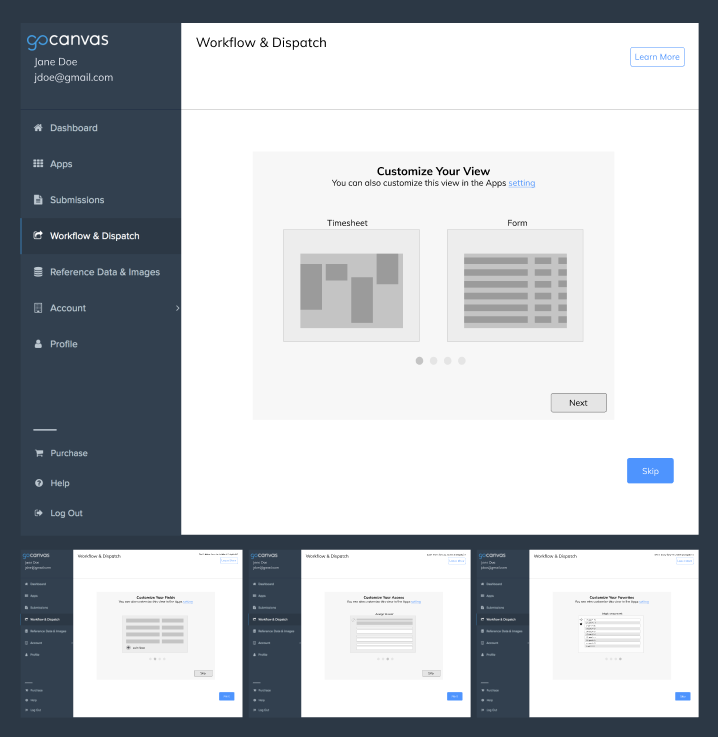 gocanvas
Jane Doe
jdoe@gmail.com
Dashboard
Apps
Submissions
Workflow & Dispatch
Reference Data & Images
Account
Profile
Purchase
Help
Log Out
Workflow & Dispatch
Learn More
Customize Your View
You can also customize this view in the Apps setting
Timesheet
Form
Next
Skip
gocanvas
Jane Doe
jdoe@gmail.com
Dashboard
Apps
Submissions
Workflow & Dispatch
Reference Data & Images
Account
Profile
Purchase
Help
Log Out
Workflow & Dispatch
Learn More
Customize Your Fields
You can also customize this view in the Apps setting
gocanvas
Jane Doe
jdoe@gmail.com
Dashboard
Apps
Submissions
Workflow & Dispatch
Reference Data & Images
Account
Profile
Purchase
Help
Log Out
Workflow & Dispatch
Learn More
Customize Your Access
You can also customize this view in the Apps setting
gocanvas
Jane Doe
jdoe@gmail.com
Dashboard
Apps
Submissions
Workflow & Dispatch
Reference Data & Images
Account
Profile
Purchase
Help
Log Out
Workflow & Dispatch
Learn More
Customize Your Favorites
You can also customize this view in the Apps setting